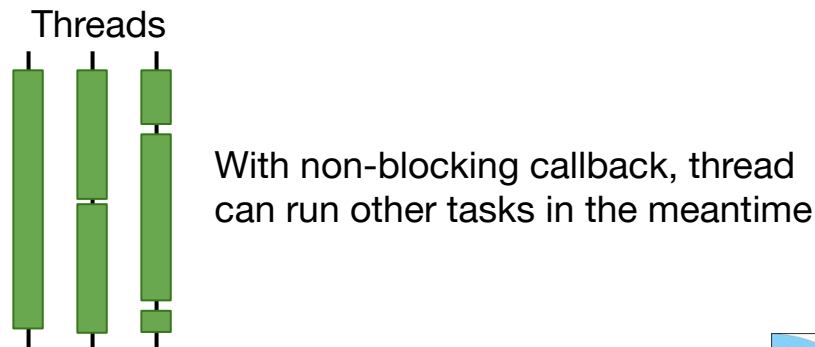 Threads
With non-blocking callback, thread
can run other tasks in the meantime